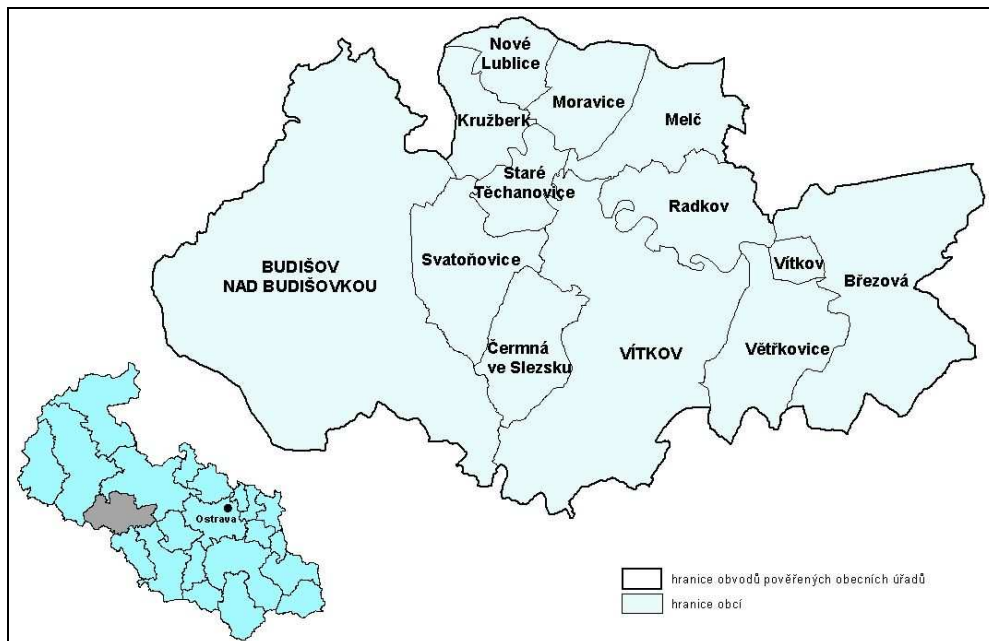 Nové
Lublice
Moravice
Kružberk
Melč
Staré
Těchanovice
Radkov
Svatoňovice
Vítkov
BUDIŠOV
NAD BUDIŠOVKOU
Březová
Čermná
ve Slezsku
VÍTKOV
Větřkovice
Ostrava
hranice obvodů pověřených obecních úřadů
hranice obcí